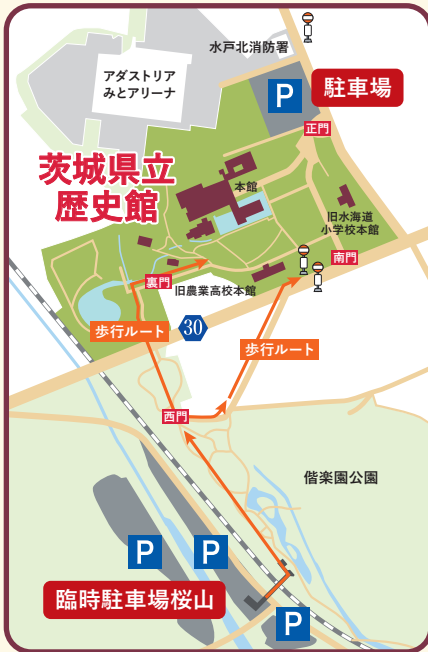 水戸北消防署
アダストリア
みとアリーナ
P
駐車場
正門
茨城県立
歴史館
本館
旧水海道
小学校本館
南門
裏門
旧農業高校本館
歩行ルート
30
歩行ルート
西門
偕楽園公園
P
P
臨時駐車場桜山
P